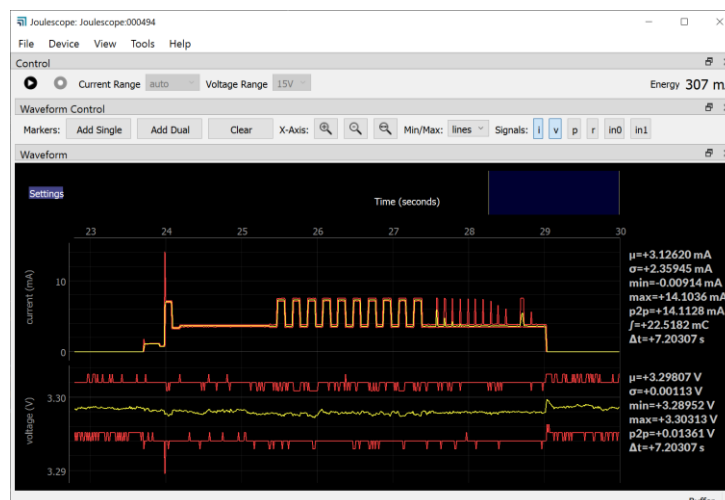 Joulescope: Joulescope:000494
File Device View Tools Help
Control
Current Range auto Voltage Range 15V Energy 307 m
Waveform Control
Markers: Add Single Add Dual Clear X-Axis: Min/Max: lines Signals: i v p r in0 in1
Waveform
Settings
Time (seconds)
23 24 25 26 27 28 29 30
current (mA)
10
0
μ=+3.12620 mA
σ=+2.35945 mA
min=-0.00914 mA
max=+14.1036 mA
p2p=+14.1128 mA
∫=+22.5182 mC
Δt=+7.20307 s
voltage (V)
3.30
3.29
μ=+3.29807 V
σ=+0.00113 V
min=+3.28952 V
max=+3.30313 V
p2p=+0.01361 V
Δt=+7.20307 s